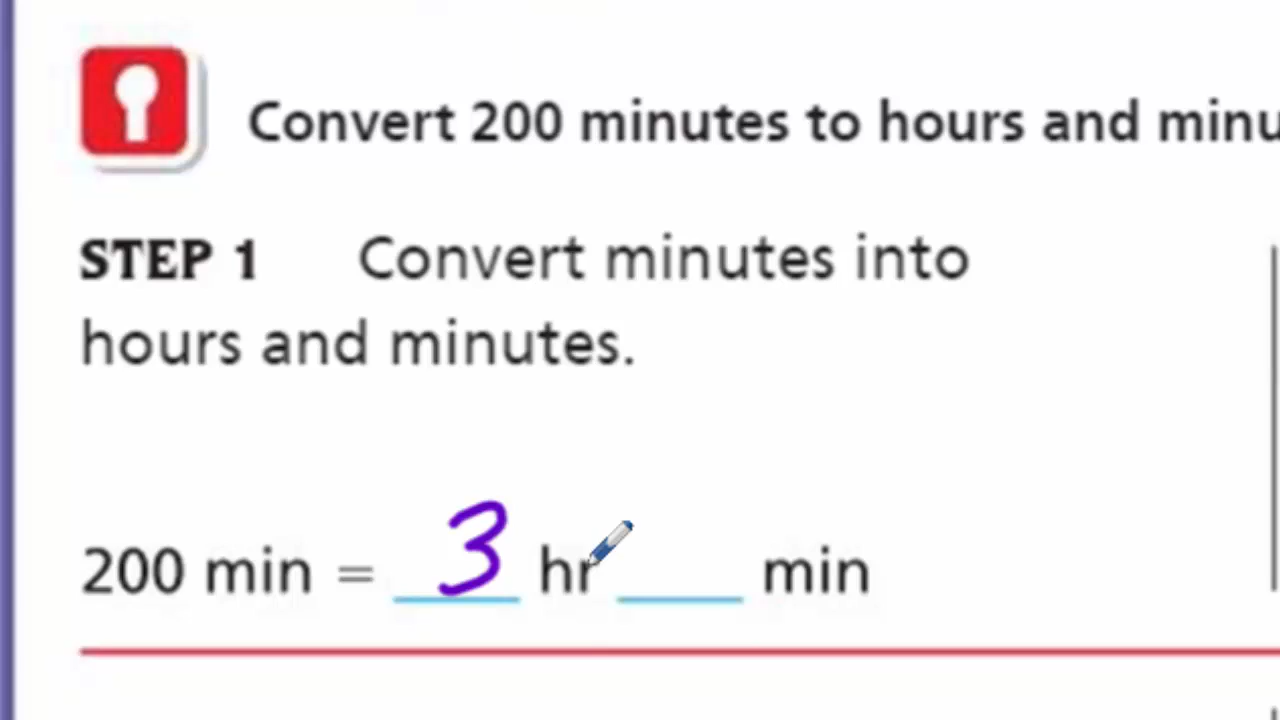 Convert 200 minutes to hours and minu
STEP 1 Convert minutes into
hours and minutes.
200 min = 3 hr ____ min